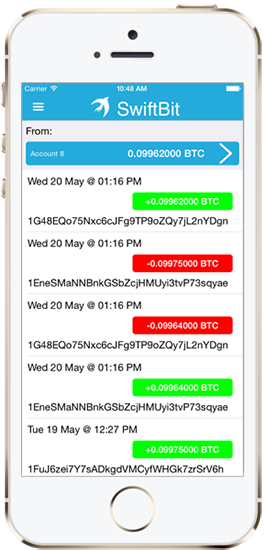 Carrier 10:48 AM
SwiftBit
From:
Account 8 0.09962000 BTC
Wed 20 May @ 01:16 PM
+0.09962000 BTC
1G48EQo75Nxc6cJFg9TP9oZQy7jL2nYDgn
Wed 20 May @ 01:16 PM
-0.09975000 BTC
1EneSMaNNBnkGSbZcjHMUyi3tvP73sqyae
Wed 20 May @ 01:16 PM
-0.09964000 BTC
1G48EQo75Nxc6cJFg9TP9oZQy7jL2nYDgn
Wed 20 May @ 01:16 PM
+0.09964000 BTC
1EneSMaNNBnkGSbZcjHMUyi3tvP73sqyae
Tue 19 May @ 12:27 PM
+0.09975000 BTC
1FuJ6zei7Y7sADkgdVMCyfWHGk7zrSrV6h